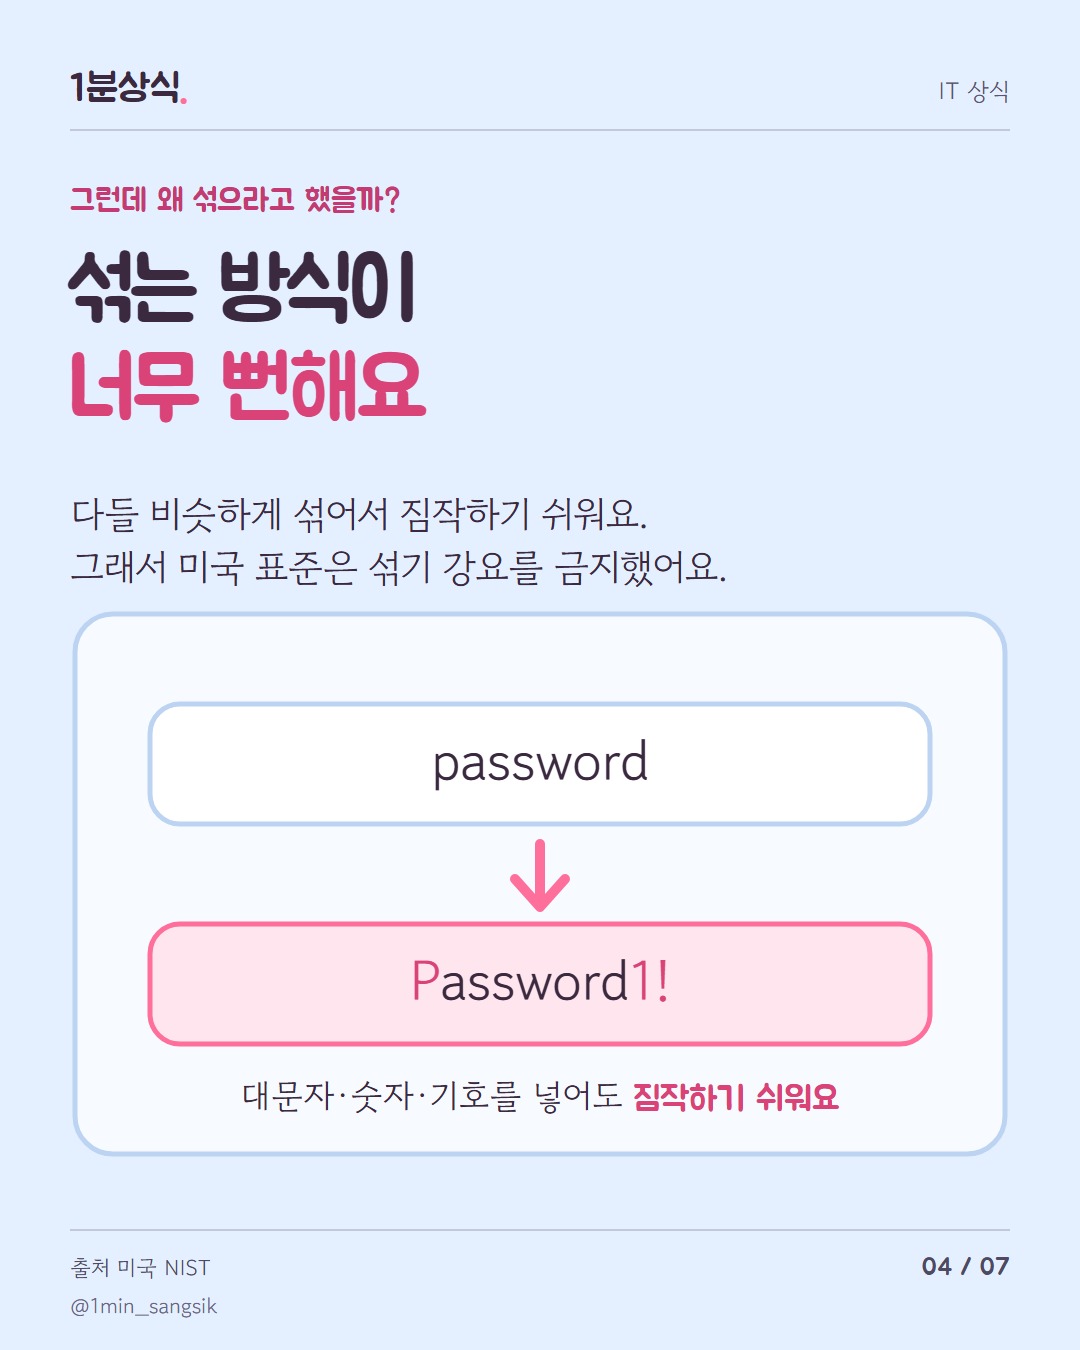 1분상식.
IT 상식
그런데 왜 섞으라고 했을까?
섞는 방식이
너무 뻔해요
다들 비슷하게 섞어서 짐작하기 쉬워요.
그래서 미국 표준은 섞기 강요를 금지했어요.
password
Password1!
대문자·숫자·기호를 넣어도 짐작하기 쉬워요
출처 미국 NIST
04 / 07
@1min_sangsik